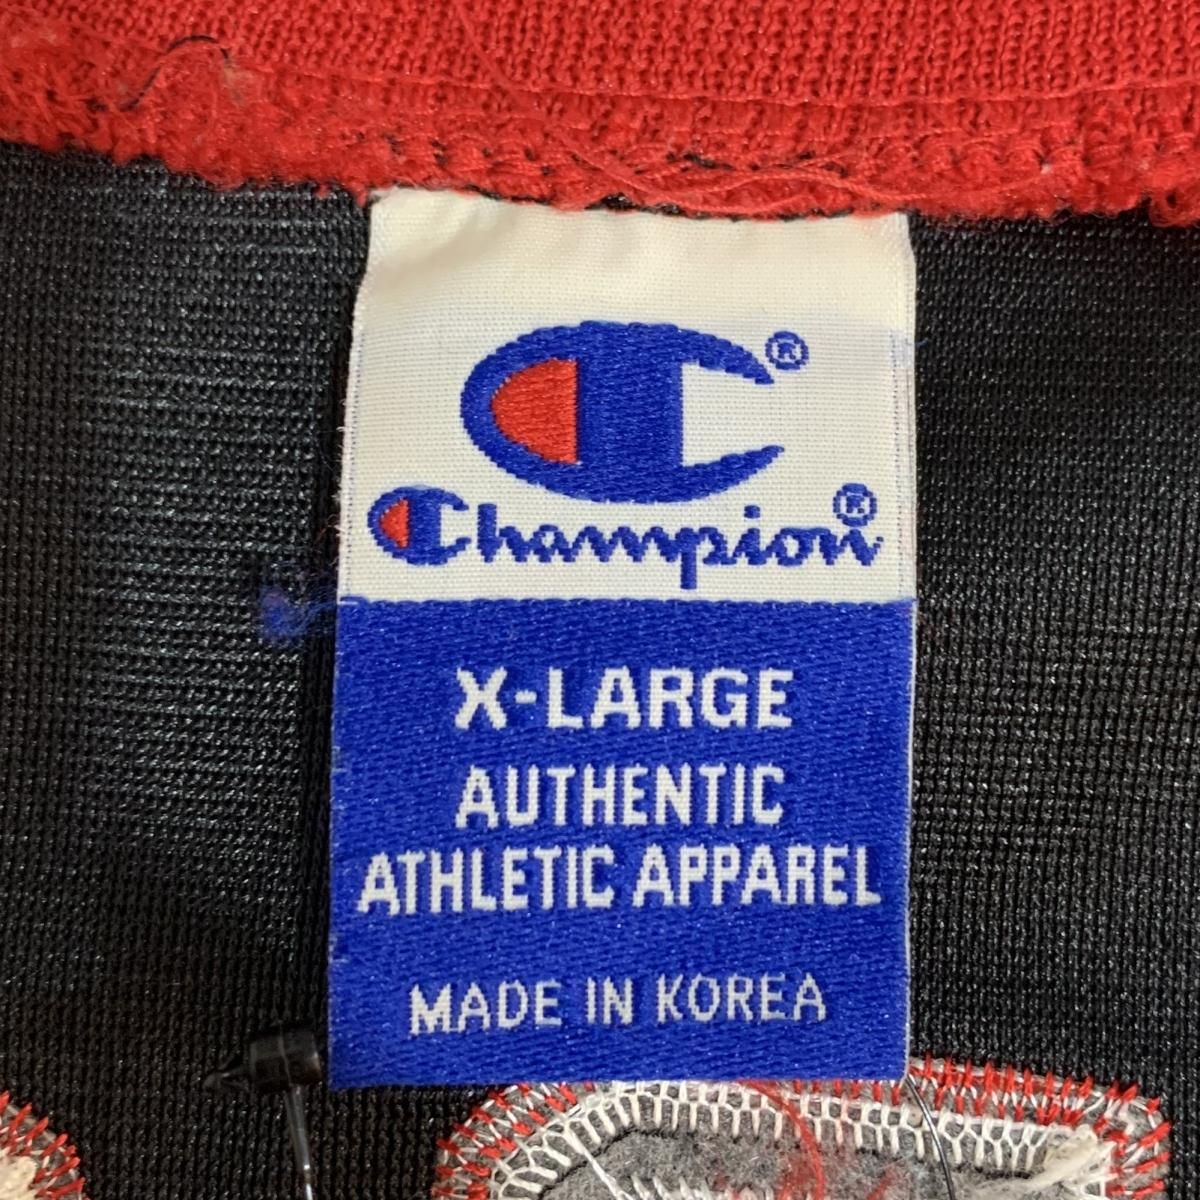 ®
Champion®
X-LARGE
AUTHENTIC
ATHLETIC APPAREL
MADE IN KOREA